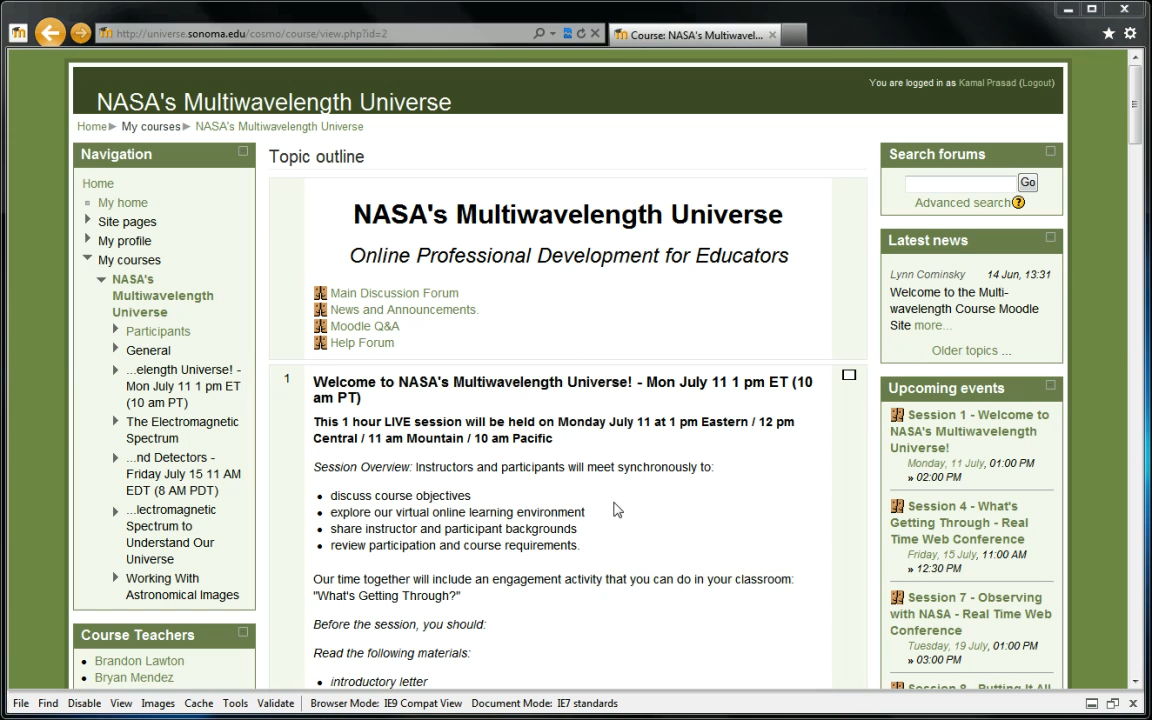 http://universe.sonoma.edu/cosmo/course/view.php?id=2
Course: NASA's Multiwavel...
NASA's Multiwavelength Universe
You are logged in as Kamal Prasad (Logout)
Home ▶ My courses ▶ NASA's Multiwavelength Universe
Navigation
Home
My home
Site pages
My profile
My courses
NASA's
Multiwavelength
Universe
Participants
General
...elength Universe! -
Mon July 11 1 pm ET
(10 am PT)
The Electromagnetic
Spectrum
...nd Detectors -
Friday July 15 11 AM
EDT (8 AM PDT)
...lectromagnetic
Spectrum to
Understand Our
Universe
Working With
Astronomical Images
Course Teachers
Brandon Lawton
Bryan Mendez
Topic outline
NASA's Multiwavelength Universe
Online Professional Development for Educators
Main Discussion Forum
News and Announcements.
Moodle Q&A
Help Forum
1
Welcome to NASA's Multiwavelength Universe! - Mon July 11 1 pm ET (10
am PT)
This 1 hour LIVE session will be held on Monday July 11 at 1 pm Eastern / 12 pm
Central / 11 am Mountain / 10 am Pacific
Session Overview: Instructors and participants will meet synchronously to:
• discuss course objectives
• explore our virtual online learning environment
• share instructor and participant backgrounds
• review participation and course requirements.
Our time together will include an engagement activity that you can do in your classroom:
"What's Getting Through?"
Before the session, you should:
Read the following materials:
• introductory letter
Search forums
Go
Advanced search ?
Latest news
Lynn Cominsky 14 Jun, 13:31
Welcome to the Multi-
wavelength Course Moodle
Site more...
Older topics ...
Upcoming events
Session 1 - Welcome to
NASA's Multiwavelength
Universe!
Monday, 11 July, 01:00 PM
» 02:00 PM
Session 4 - What's
Getting Through - Real
Time Web Conference
Friday, 15 July, 11:00 AM
» 12:30 PM
Session 7 - Observing
with NASA - Real Time Web
Conference
Tuesday, 19 July, 01:00 PM
» 03:00 PM
Session 8 - Putting It All
File Find Disable View Images Cache Tools Validate Browser Mode: IE9 Compat View Document Mode: IE7 standards